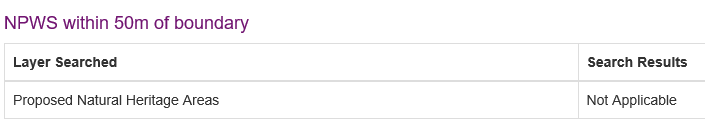 NPWS within 50m of boundary
Layer Searched Search Results
Proposed Natural Heritage Areas Not Applicable